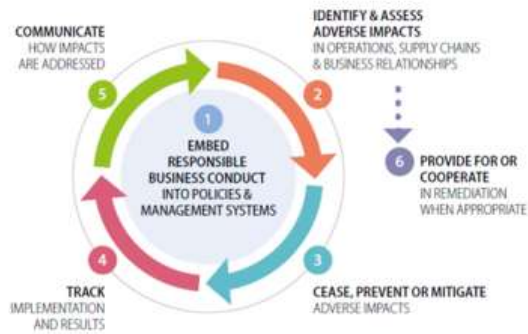 COMMUNICATE
HOW IMPACTS
ARE ADDRESSED
5
1
EMBED
RESPONSIBLE
BUSINESS CONDUCT
INTO POLICIES &
MANAGEMENT SYSTEMS
IDENTIFY & ASSESS
ADVERSE IMPACTS
IN OPERATIONS, SUPPLY CHAINS
& BUSINESS RELATIONSHIPS
2
6
PROVIDE FOR OR
COOPERATE
IN REMEDIATION
WHEN APPROPRIATE
3
CEASE, PREVENT OR MITIGATE
ADVERSE IMPACTS
4
TRACK
IMPLEMENTATION
AND RESULTS